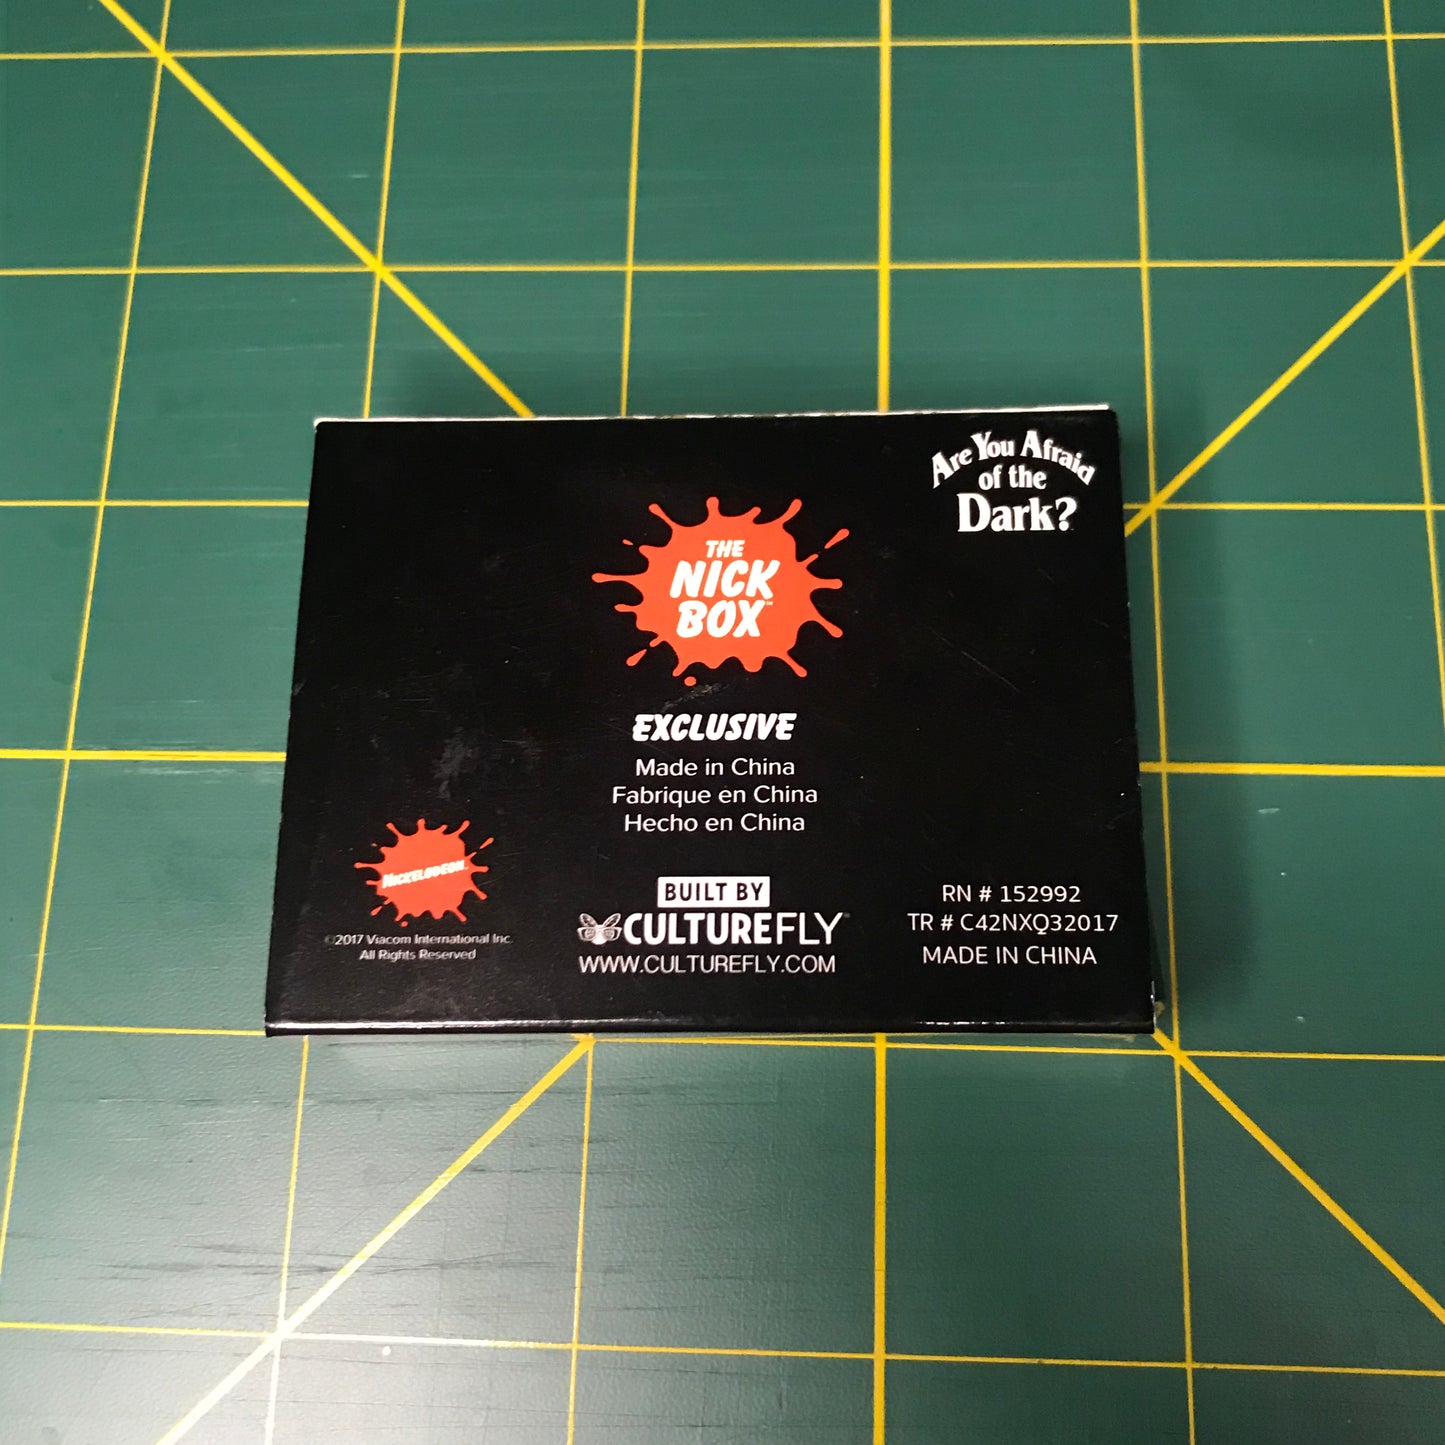 Are You Afraid
of the
Dark?
THE
NICK
BOX
EXCLUSIVE
Made in China
Fabrique en China
Hecho en China
NICKELODEON
©2017 Viacom International Inc.
All Rights Reserved
BUILT BY
CULTUREFLY
WWW.CULTUREFLY.COM
RN # 152992
TR # C42NXQ32017
MADE IN CHINA